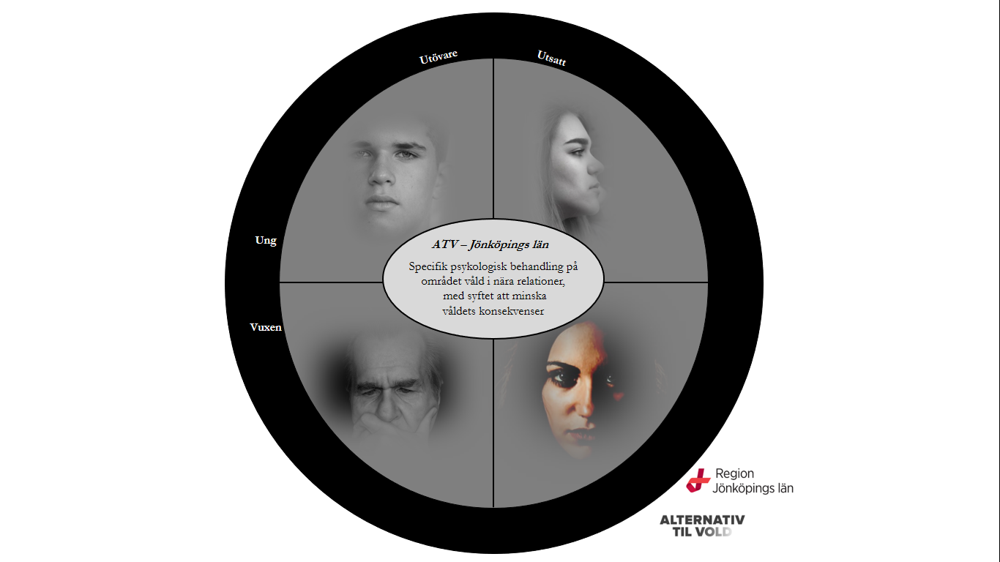 Utövare
Utsatt
Ung
Vuxen
ATV – Jönköpings län
Specifik psykologisk behandling på
området våld i nära relationer,
med syftet att minska
våldets konsekvenser
Region
Jönköpings län
ALTERNATIV
TIL VOLD